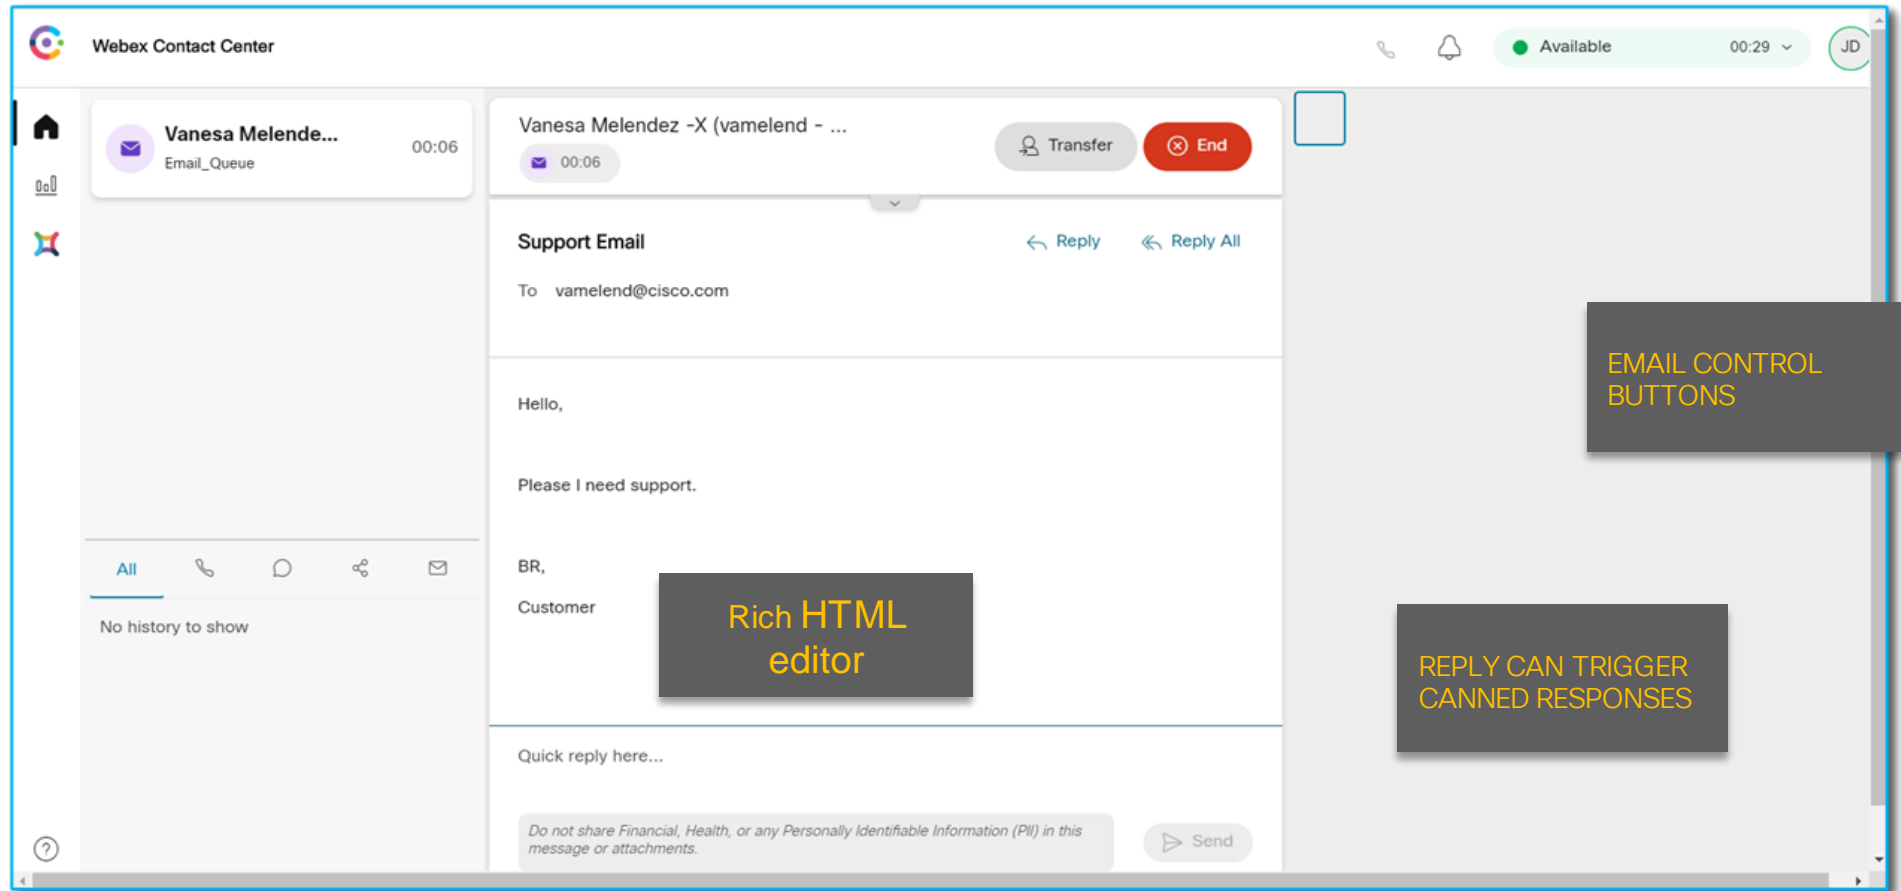 Webex Contact Center
Available
00:29
JD
Vanesa Melende...
Email_Queue
00:06
Vanesa Melendez -X (vamelend - ...
00:06
Transfer
End
Support Email
Reply
Reply All
To vamelend@cisco.com
Hello,
Please I need support.
BR,
Customer
All
No history to show
Quick reply here...
Do not share Financial, Health, or any Personally Identifiable Information (PII) in this
message or attachments.
Send
EMAIL CONTROL
BUTTONS
Rich HTML
editor
REPLY CAN TRIGGER
CANNED RESPONSES